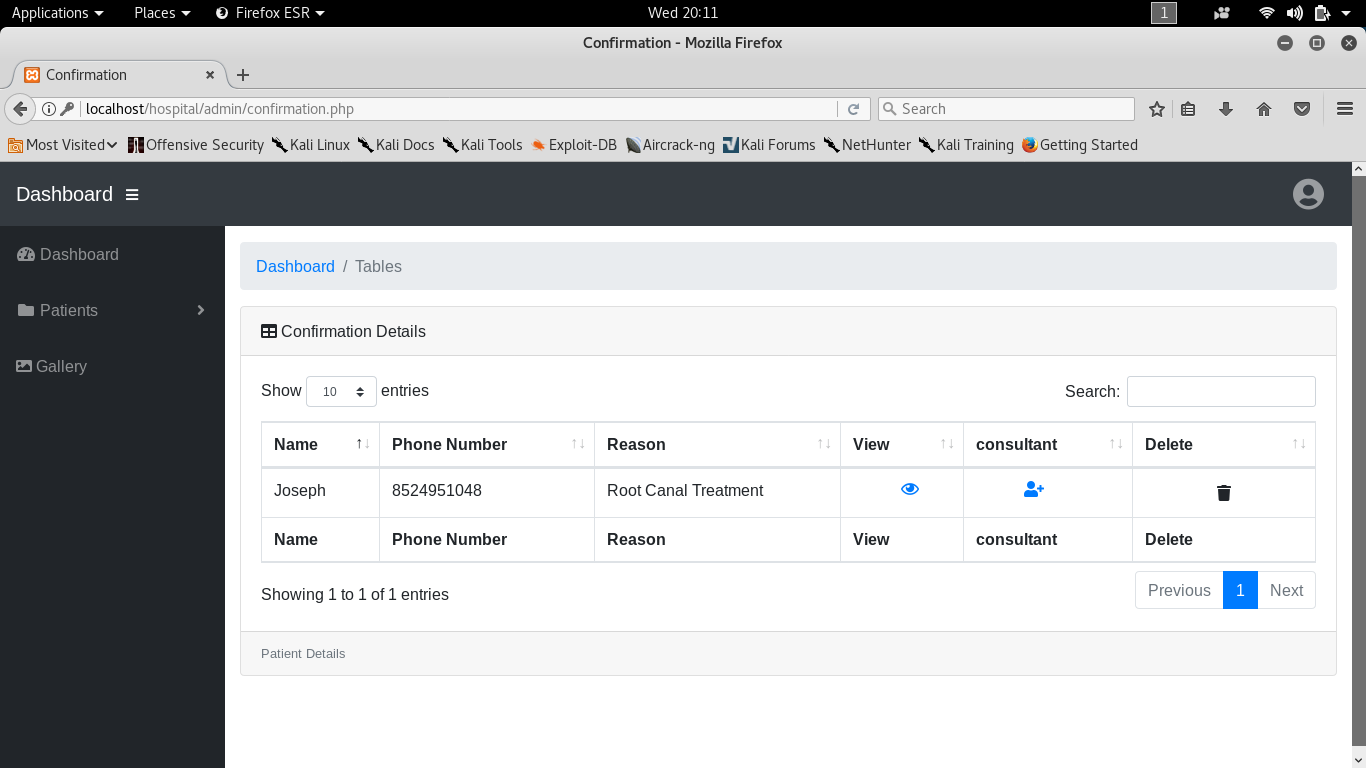 Applications Places Firefox ESR Wed 20:11 1
Confirmation - Mozilla Firefox
Confirmation
localhost/hospital/admin/confirmation.php Search
Most Visited Offensive Security Kali Linux Kali Docs Kali Tools Exploit-DB Aircrack-ng Kali Forums NetHunter Kali Training Getting Started
Dashboard
Dashboard
Patients
Gallery
Dashboard / Tables
Confirmation Details
Show 10 entries Search:
Name Phone Number Reason View consultant Delete
Joseph 8524951048 Root Canal Treatment
Name Phone Number Reason View consultant Delete
Showing 1 to 1 of 1 entries Previous 1 Next
Patient Details